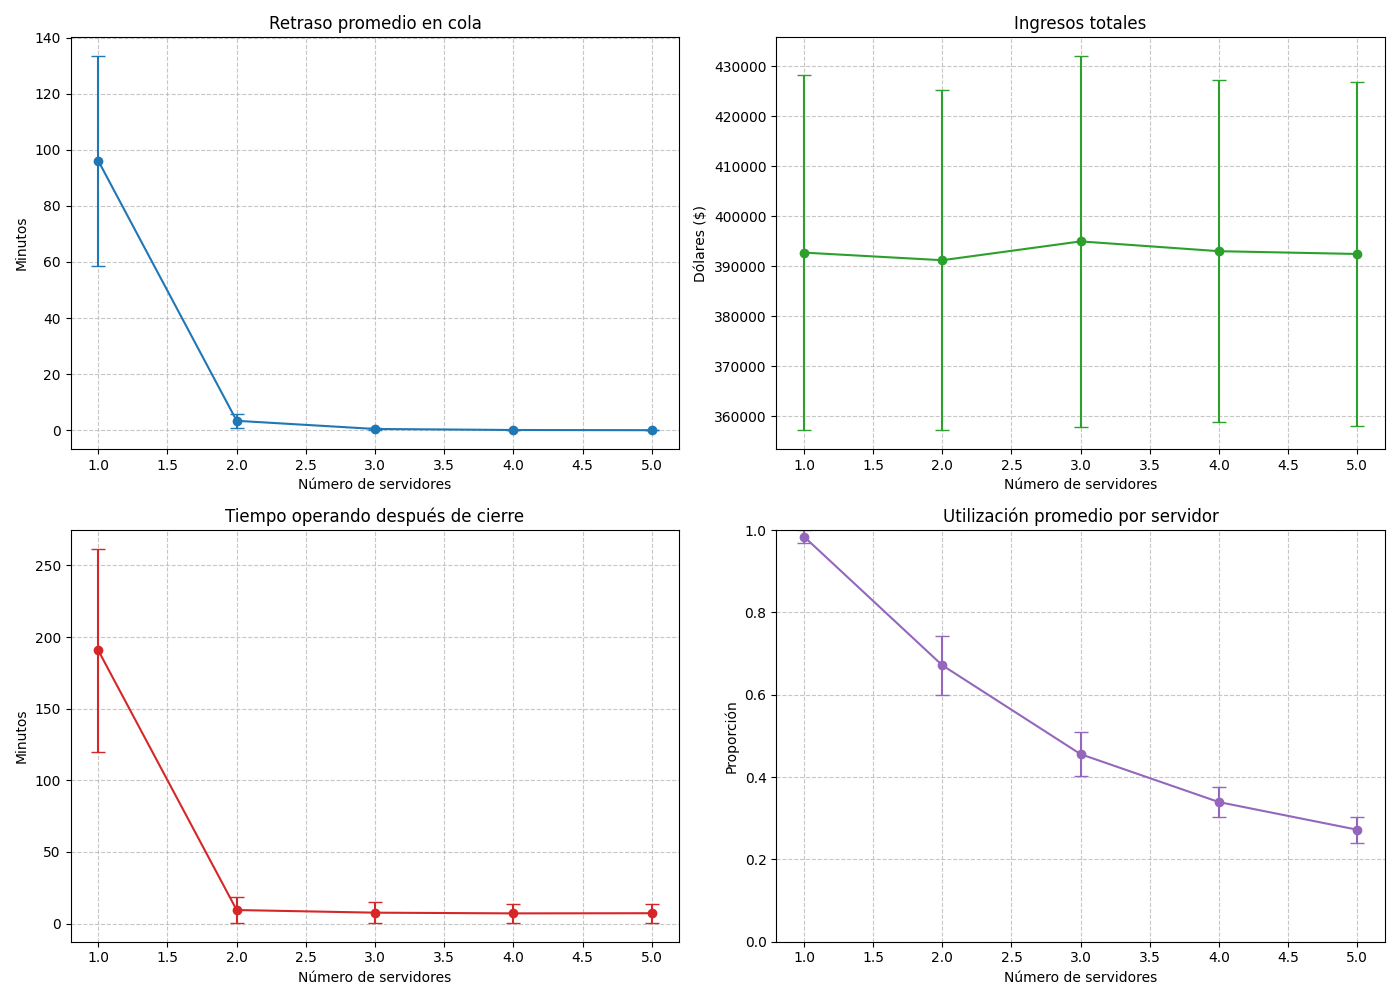 Retraso promedio en cola
140
120
100
80
60
40
20
0
Minutos
1.0 1.5 2.0 2.5 3.0 3.5 4.0 4.5 5.0
Número de servidores
Ingresos totales
430000
420000
410000
400000
390000
380000
370000
360000
Dólares ($)
1.0 1.5 2.0 2.5 3.0 3.5 4.0 4.5 5.0
Número de servidores
Tiempo operando después de cierre
250
200
150
100
50
0
Minutos
1.0 1.5 2.0 2.5 3.0 3.5 4.0 4.5 5.0
Número de servidores
Utilización promedio por servidor
1.0
0.8
0.6
0.4
0.2
0.0
Proporción
1.0 1.5 2.0 2.5 3.0 3.5 4.0 4.5 5.0
Número de servidores